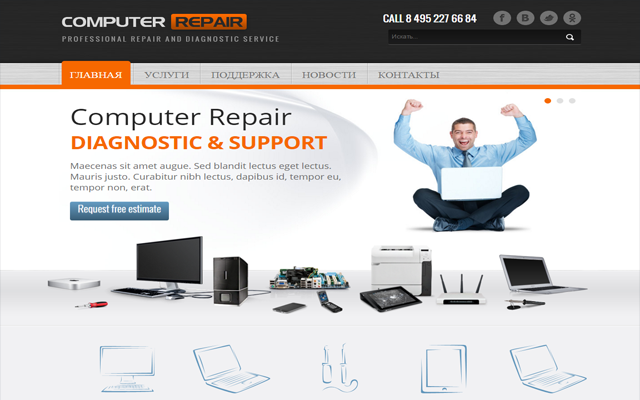 COMPUTER REPAIR
PROFESSIONAL REPAIR AND DIAGNOSTIC SERVICE
CALL 8 495 227 66 84
Искать...
ГЛАВНАЯ УСЛУГИ ПОДДЕРЖКА НОВОСТИ КОНТАКТЫ
Computer Repair
DIAGNOSTIC & SUPPORT
Maecenas sit amet augue. Sed blandit lectus eget lectus.
Mauris justo. Curabitur nibh lectus, dapibus id, tempor eu,
tempor non, erat.
Request free estimate